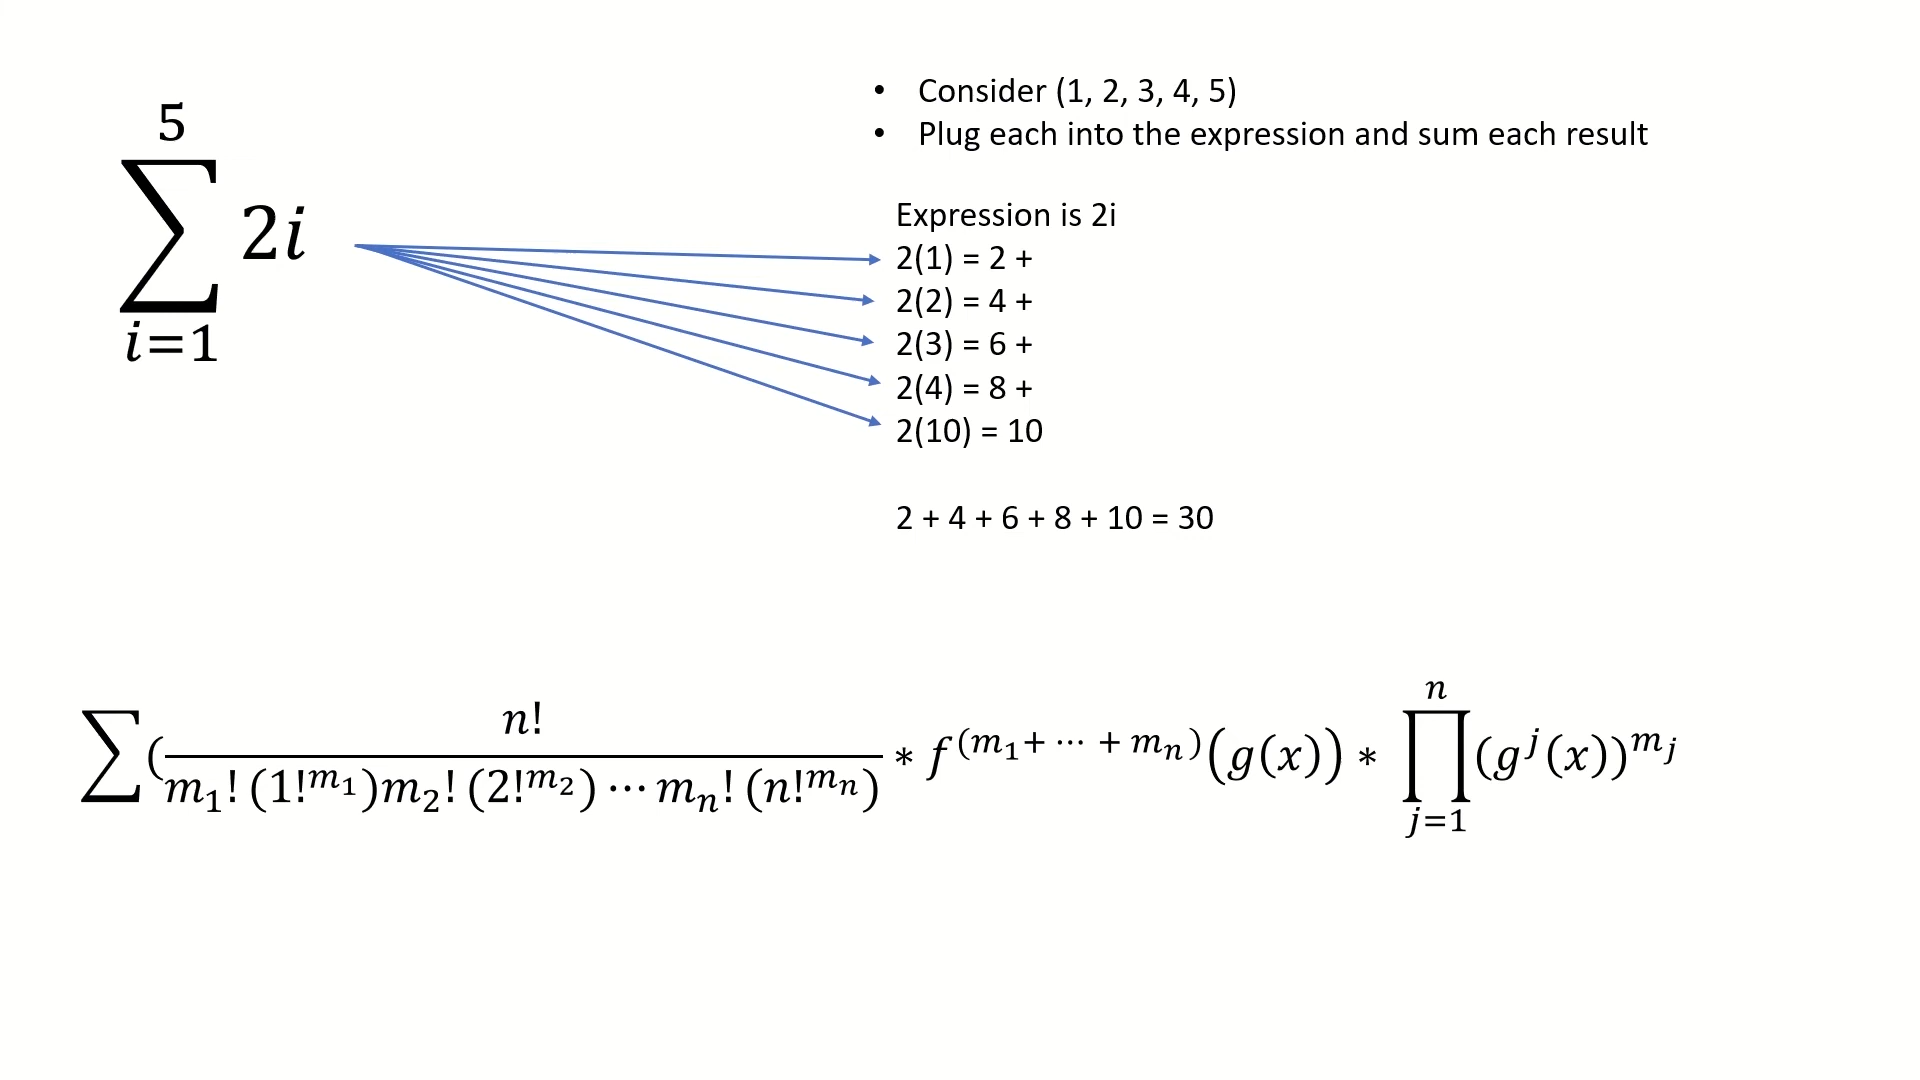 5
∑ 2i
i=1
• Consider (1, 2, 3, 4, 5)
• Plug each into the expression and sum each result
Expression is 2i
2(1) = 2 +
2(2) = 4 +
2(3) = 6 +
2(4) = 8 +
2(10) = 10
2 + 4 + 6 + 8 + 10 = 30
n! n
∑( * f^(m₁+ ⋯ + mₙ)(g(x)) * ∏(g^j(x))^m_j
m₁! (1!^m₁)m₂! (2!^m₂) ⋯ mₙ! (n!^mₙ) j=1